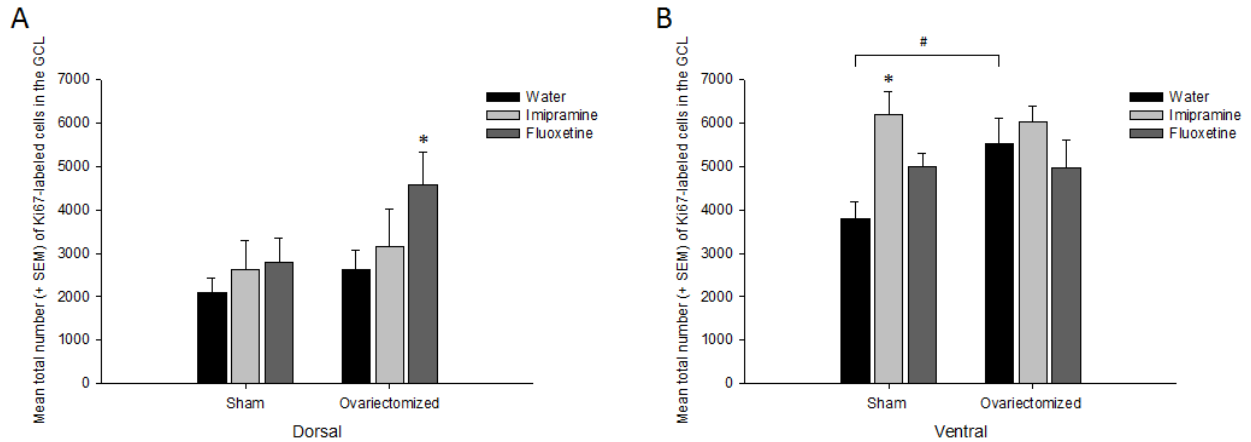 A
Mean total number (+ SEM) of Ki67-labeled cells in the GCL
7000
6000
5000
4000
3000
2000
1000
0
*
Water
Imipramine
Fluoxetine
Sham
Ovariectomized
Dorsal
B
Mean total number (+ SEM) of Ki67-labeled cells in the GCL
7000
6000
5000
4000
3000
2000
1000
0
#
*
Water
Imipramine
Fluoxetine
Sham
Ovariectomized
Ventral